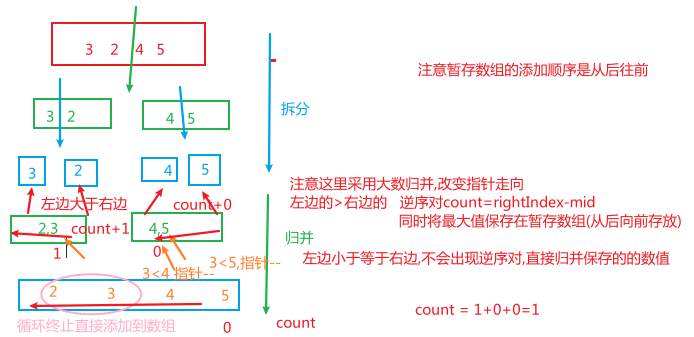 3 2 4 5
注意暂存数组的添加顺序是从后往前
3 2
4 5
拆分
3
2
4
5
注意这里采用大数归并,改变指针走向
左边大于右边
左边的>右边的 逆序对count=rightIndex-mid
count+0
同时将最大值保存在暂存数组(从后向前存放)
2,3
count+1
4,5
归并
1
0
左边小于等于右边,不会出现逆序对,直接归并保存的的数值
3<5,指针--
3<4,指针--
2 3 4 5
count = 1+0+0=1
循环终止直接添加到数组
0
count